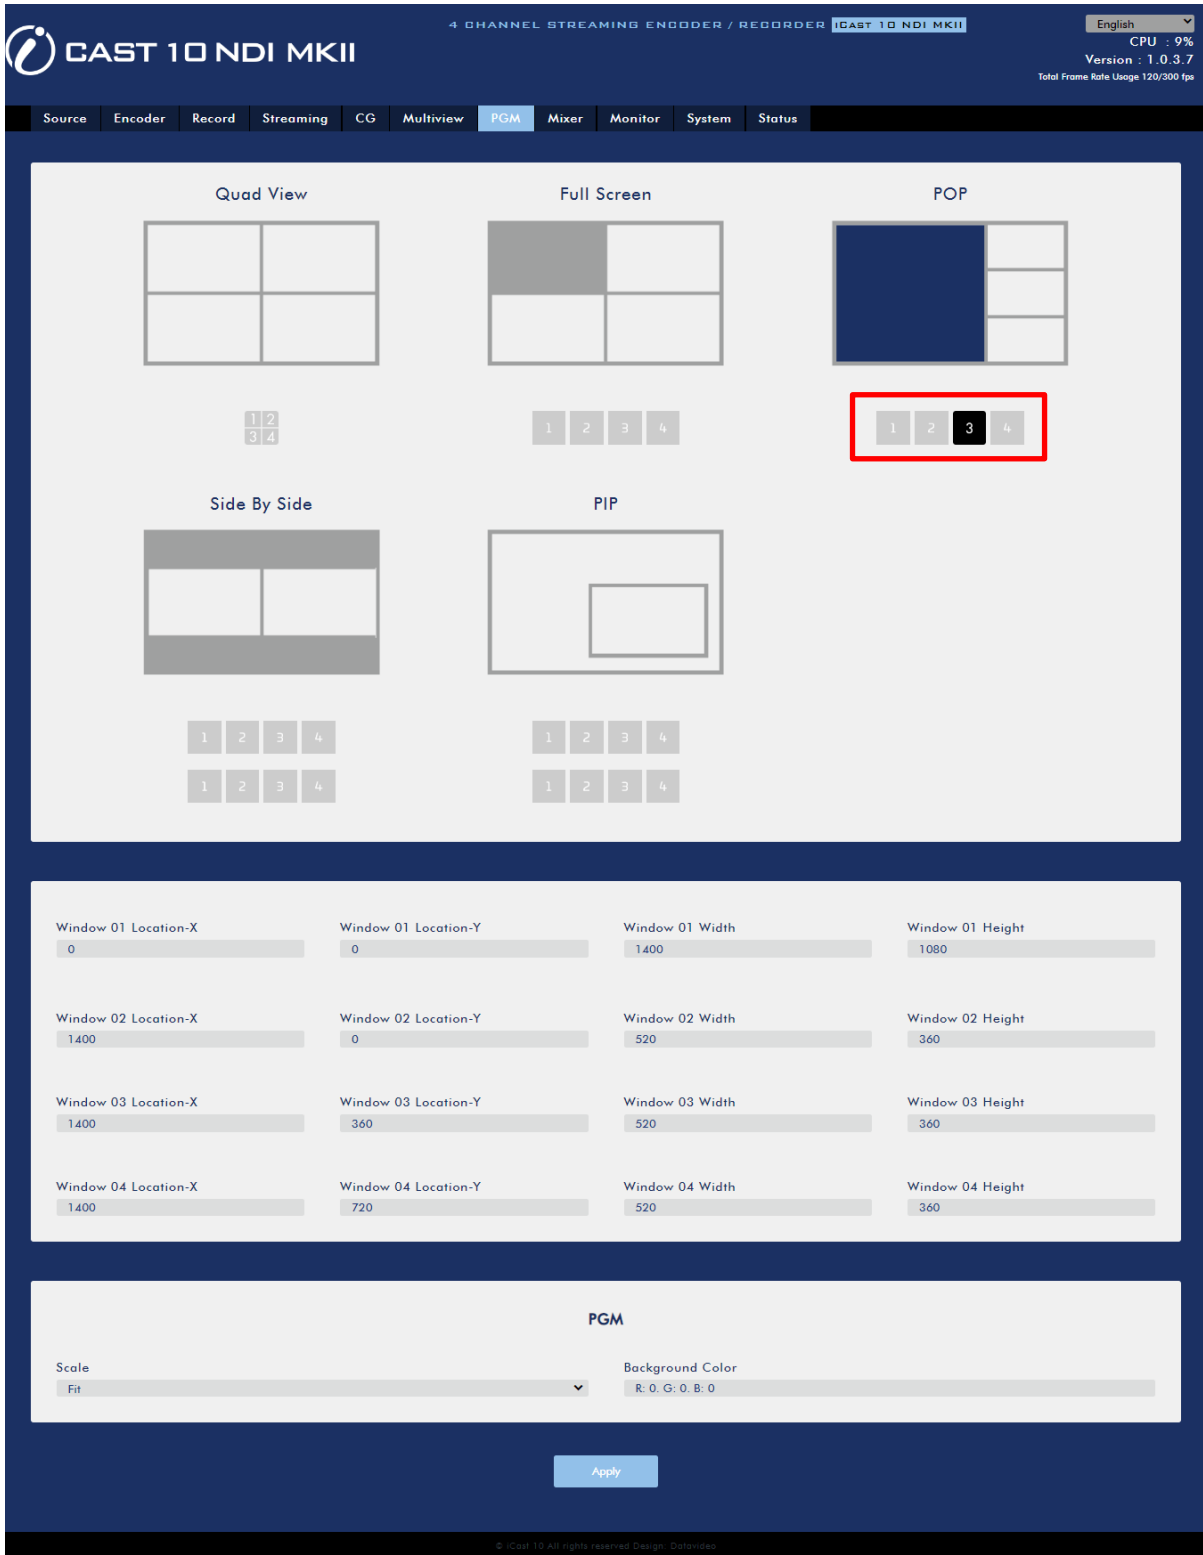 4 CHANNEL STREAMING ENCODER / RECORDER iCAST 10 NDI MKII
English
CAST 10 NDI MKII
CPU : 9%
Version : 1.0.3.7
Total Frame Rate Usage 120/300 fps
Source Encoder Record Streaming CG Multiview PGM Mixer Monitor System Status
Quad View Full Screen POP
1 2
3 4
1 2 3 4
1 2 3 4
Side By Side PIP
1 2 3 4 1 2 3 4
1 2 3 4 1 2 3 4
Window 01 Location-X Window 01 Location-Y Window 01 Width Window 01 Height
0 0 1400 1080
Window 02 Location-X Window 02 Location-Y Window 02 Width Window 02 Height
1400 0 520 360
Window 03 Location-X Window 03 Location-Y Window 03 Width Window 03 Height
1400 360 520 360
Window 04 Location-X Window 04 Location-Y Window 04 Width Window 04 Height
1400 720 520 360
PGM
Scale Background Color
Fit R: 0. G: 0. B: 0
Apply
© iCast 10 All rights reserved Design: Datavideo